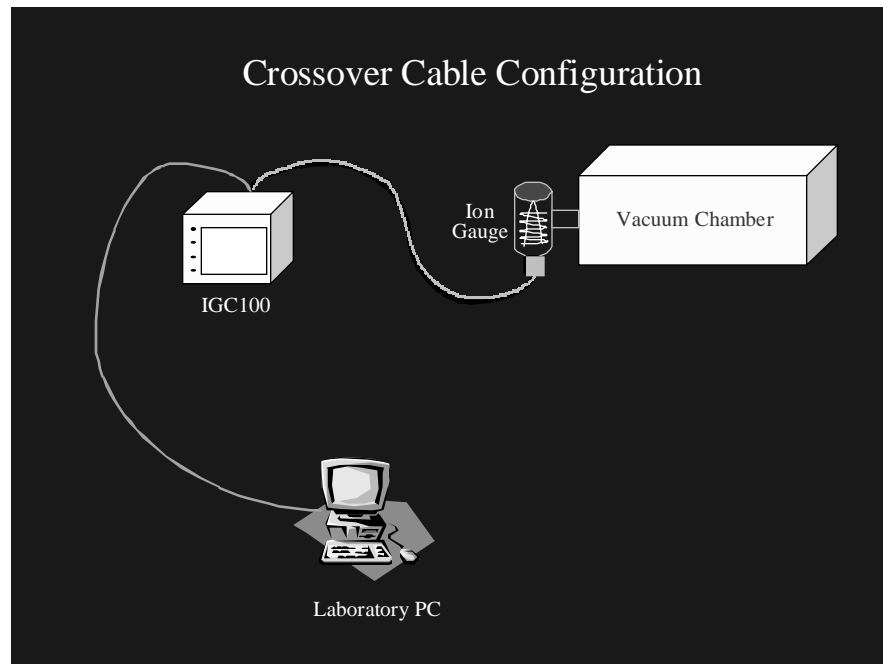 Crossover Cable Configuration
Ion
Gauge
Vacuum Chamber
IGC100
Laboratory PC